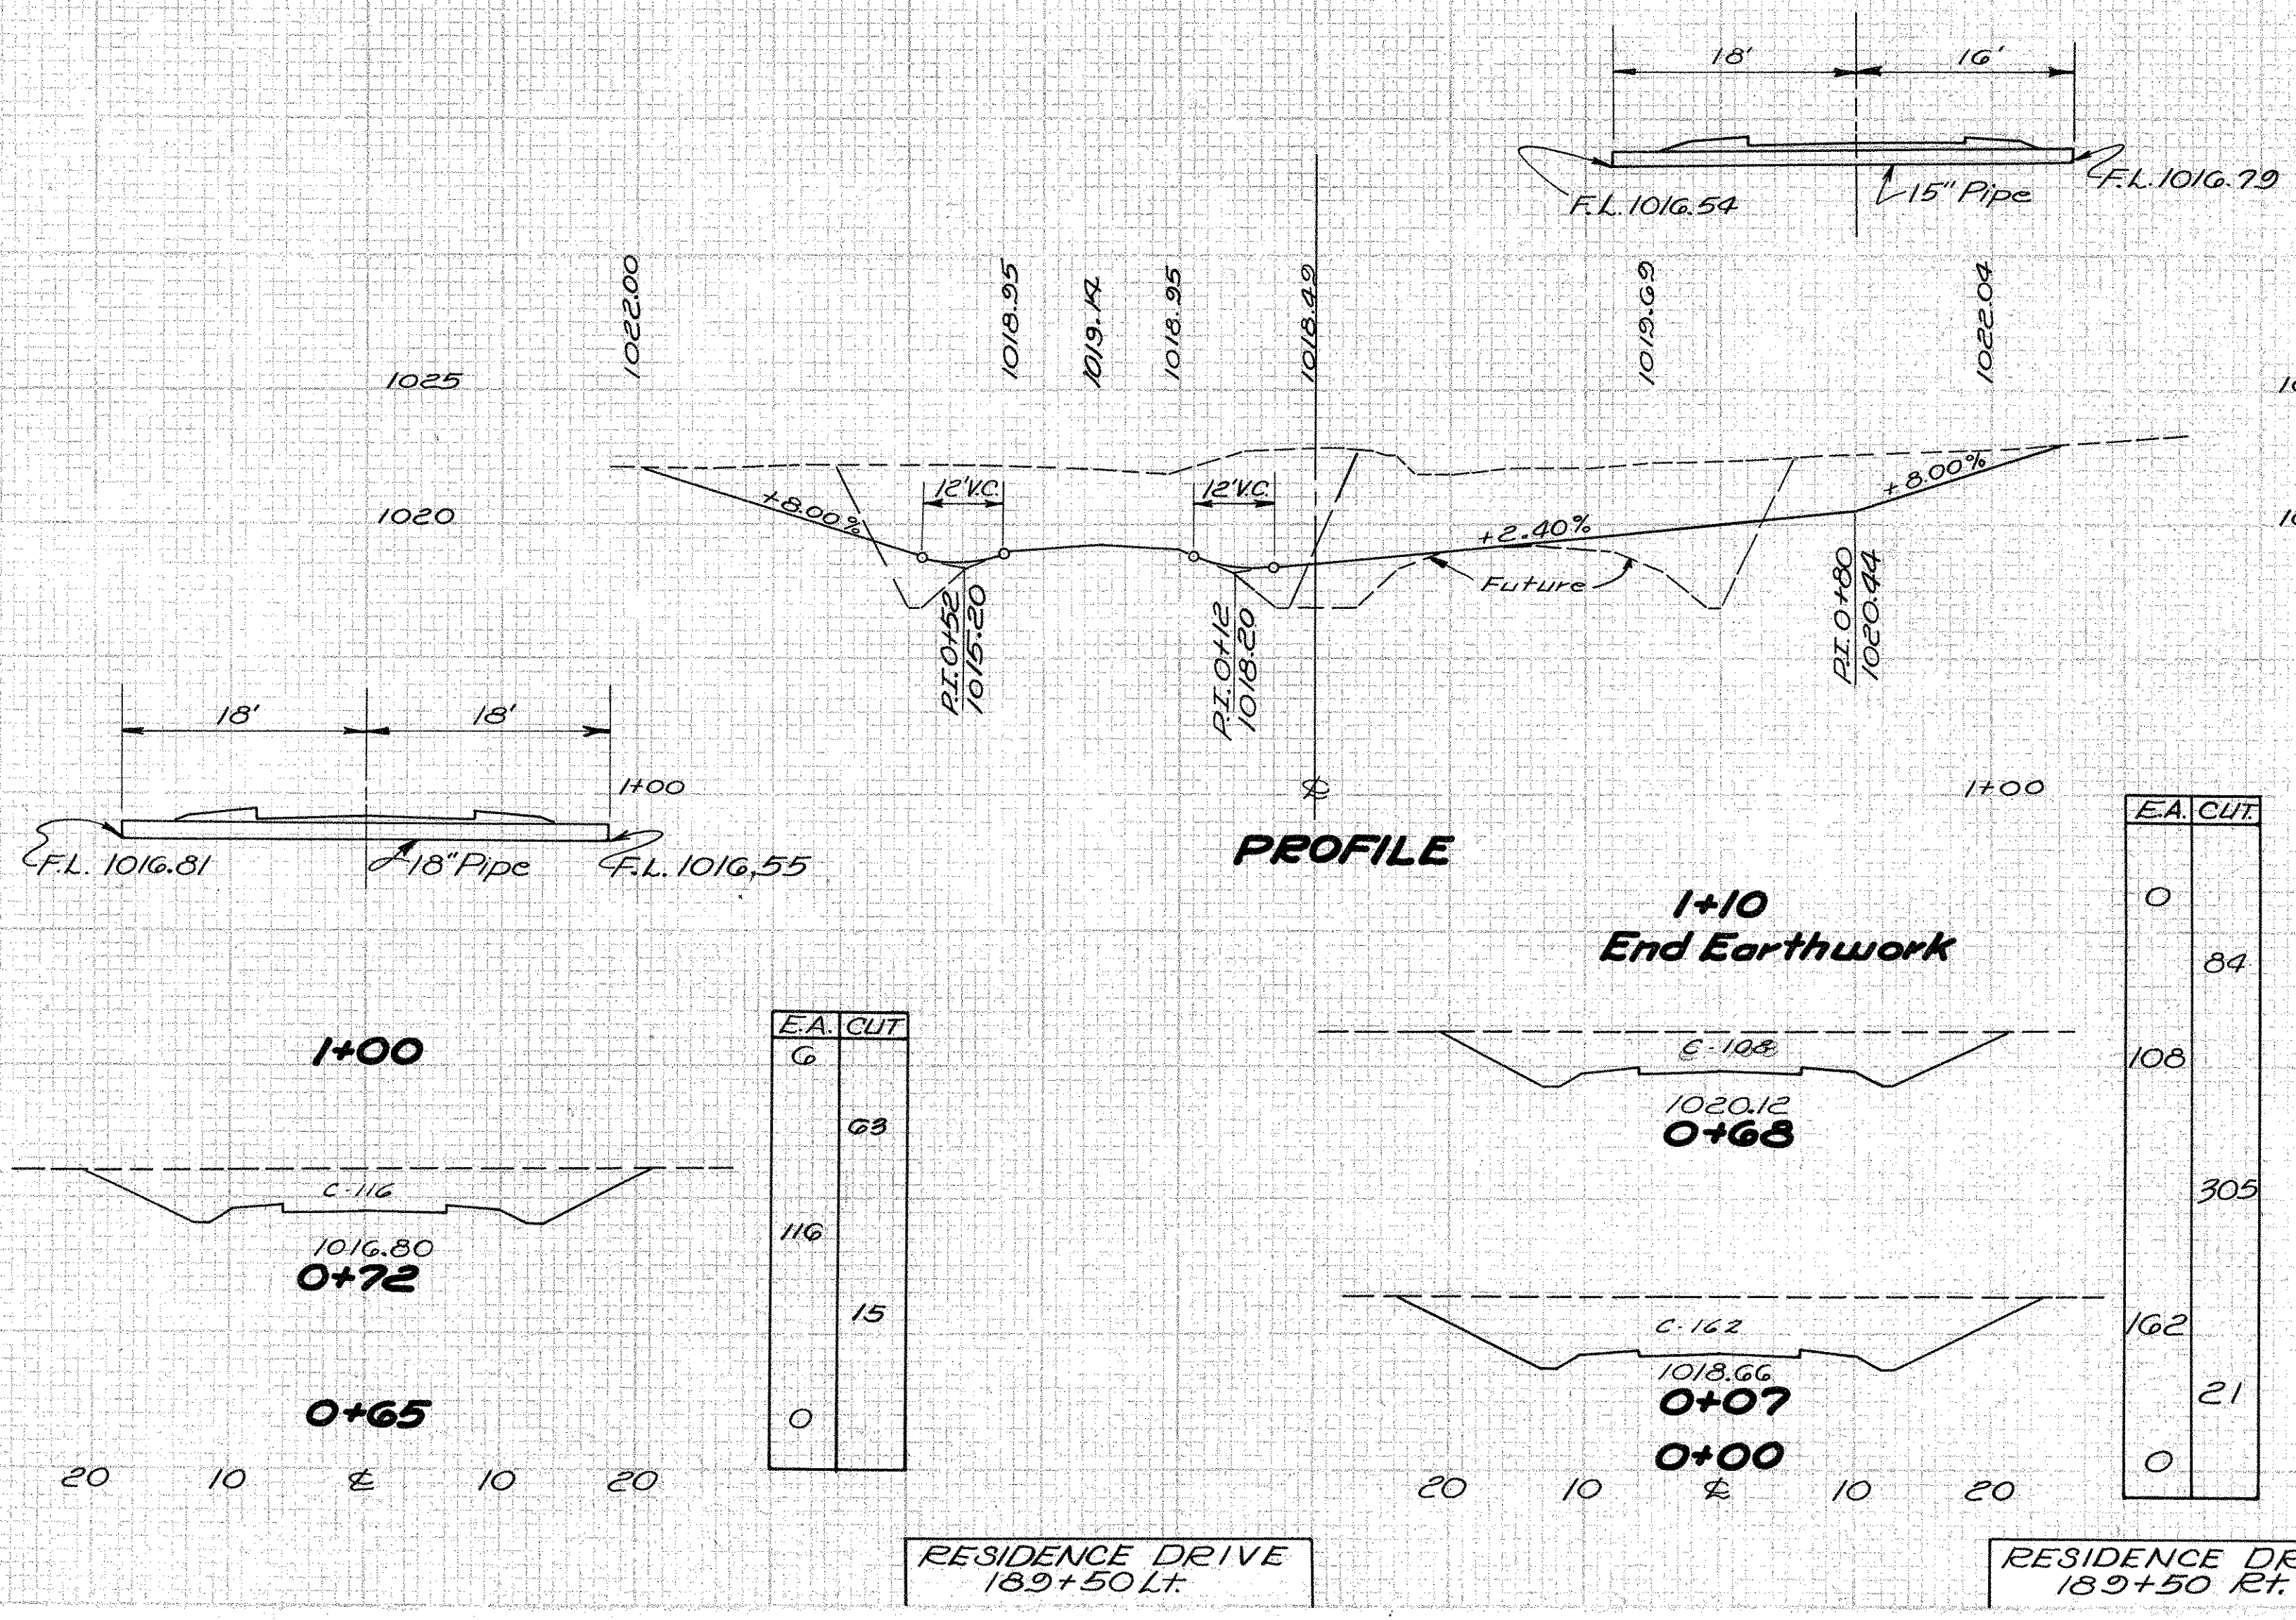 18' 16'
F.L. 1016.54
15" Pipe
F.L. 1016.79
1022.00
1018.95
1019.14
1018.95
1018.49
1019.69
1022.04
1025
1020
+8.00%
12'V.C.
12'V.C.
+2.40%
+8.00%
Future
P.I. 0+52
1015.20
P.I. 0+12
1018.20
P.I. 0+80
1020.44
18' 18'
1+00
℄
1+00
F.L. 1016.81
18" Pipe
F.L. 1016.55
PROFILE
1+10
End Earthwork
E.A. CUT.
0
84
108
305
162
21
0
C-108
1020.12
0+68
C-162
1018.66
0+07
0+00
20 10 ℄ 10 20
1+00
E.A. CUT
6
63
116
15
0
C-116
1016.80
0+72
0+65
20 10 ℄ 10 20
RESIDENCE DRIVE
189+50 Lt.
RESIDENCE DR
189+50 Rt.